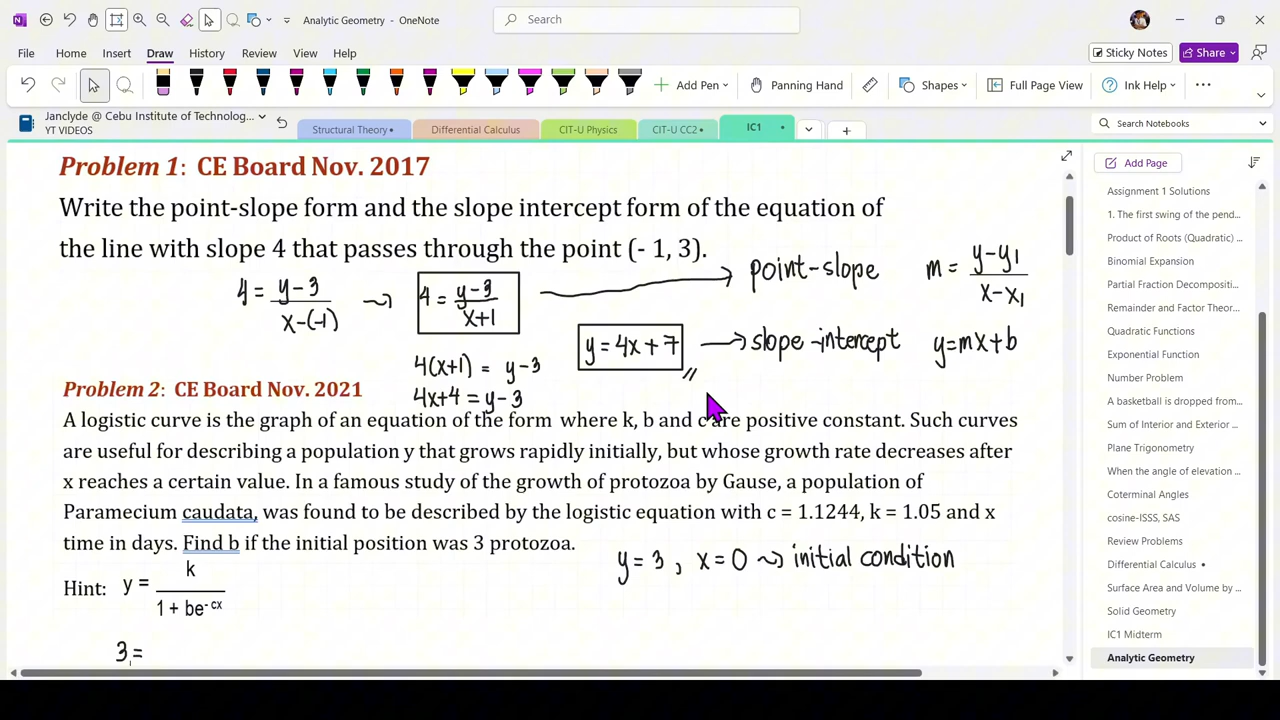 Analytic Geometry - OneNote
Search
File Home Insert Draw History Review View Help
Sticky Notes Share
Add Pen Panning Hand Shapes Full Page View Ink Help
Janclyde @ Cebu Institute of Technolog...
YT VIDEOS
Structural Theory Differential Calculus CIT-U Physics CIT-U CC2 IC1
Search Notebooks
Add Page
Problem 1: CE Board Nov. 2017
Write the point-slope form and the slope intercept form of the equation of
the line with slope 4 that passes through the point (- 1, 3).
4 = y-3 / x-(-1) 4 = y-3 / x+1 point-slope m = y-y1 / x-x1
y = 4x+7 slope-intercept y=mx+b
4(x+1) = y-3
4x+4 = y-3
Problem 2: CE Board Nov. 2021
A logistic curve is the graph of an equation of the form where k, b and c are positive constant. Such curves
are useful for describing a population y that grows rapidly initially, but whose growth rate decreases after
x reaches a certain value. In a famous study of the growth of protozoa by Gause, a population of
Paramecium caudata, was found to be described by the logistic equation with c = 1.1244, k = 1.05 and x
time in days. Find b if the initial position was 3 protozoa.
y = 3 , x = 0 initial condition
Hint: y = k / 1 + be^-cx
3 =
Assignment 1 Solutions
1. The first swing of the pend...
Product of Roots (Quadratic)
Binomial Expansion
Partial Fraction Decompositi...
Remainder and Factor Theor...
Quadratic Functions
Exponential Function
Number Problem
A basketball is dropped from...
Sum of Interior and Exterior ...
Plane Trigonometry
When the angle of elevation
Coterminal Angles
cosine-ISSS, SAS
Review Problems
Differential Calculus
Surface Area and Volume by ...
Solid Geometry
IC1 Midterm
Analytic Geometry